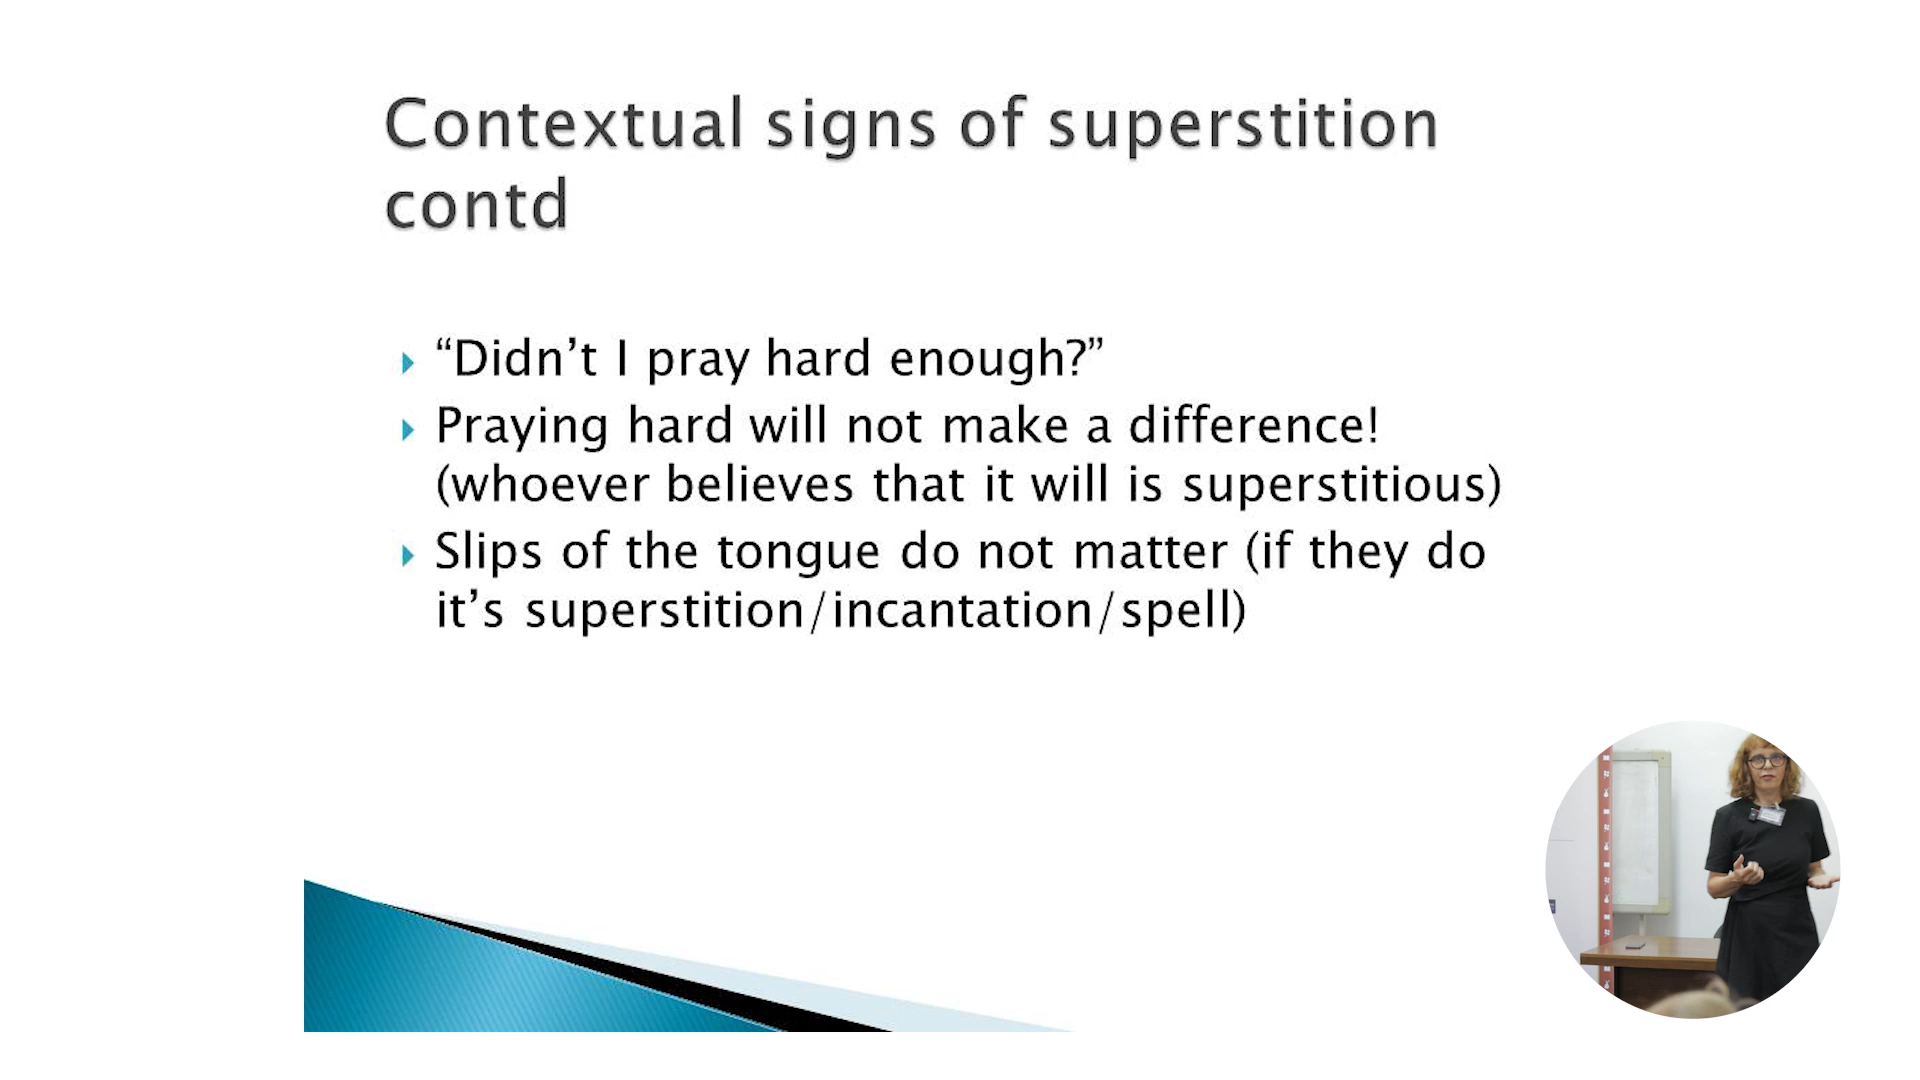 Contextual signs of superstition
contd
“Didn’t I pray hard enough?”
Praying hard will not make a difference!
(whoever believes that it will is superstitious)
Slips of the tongue do not matter (if they do
it’s superstition/incantation/spell)